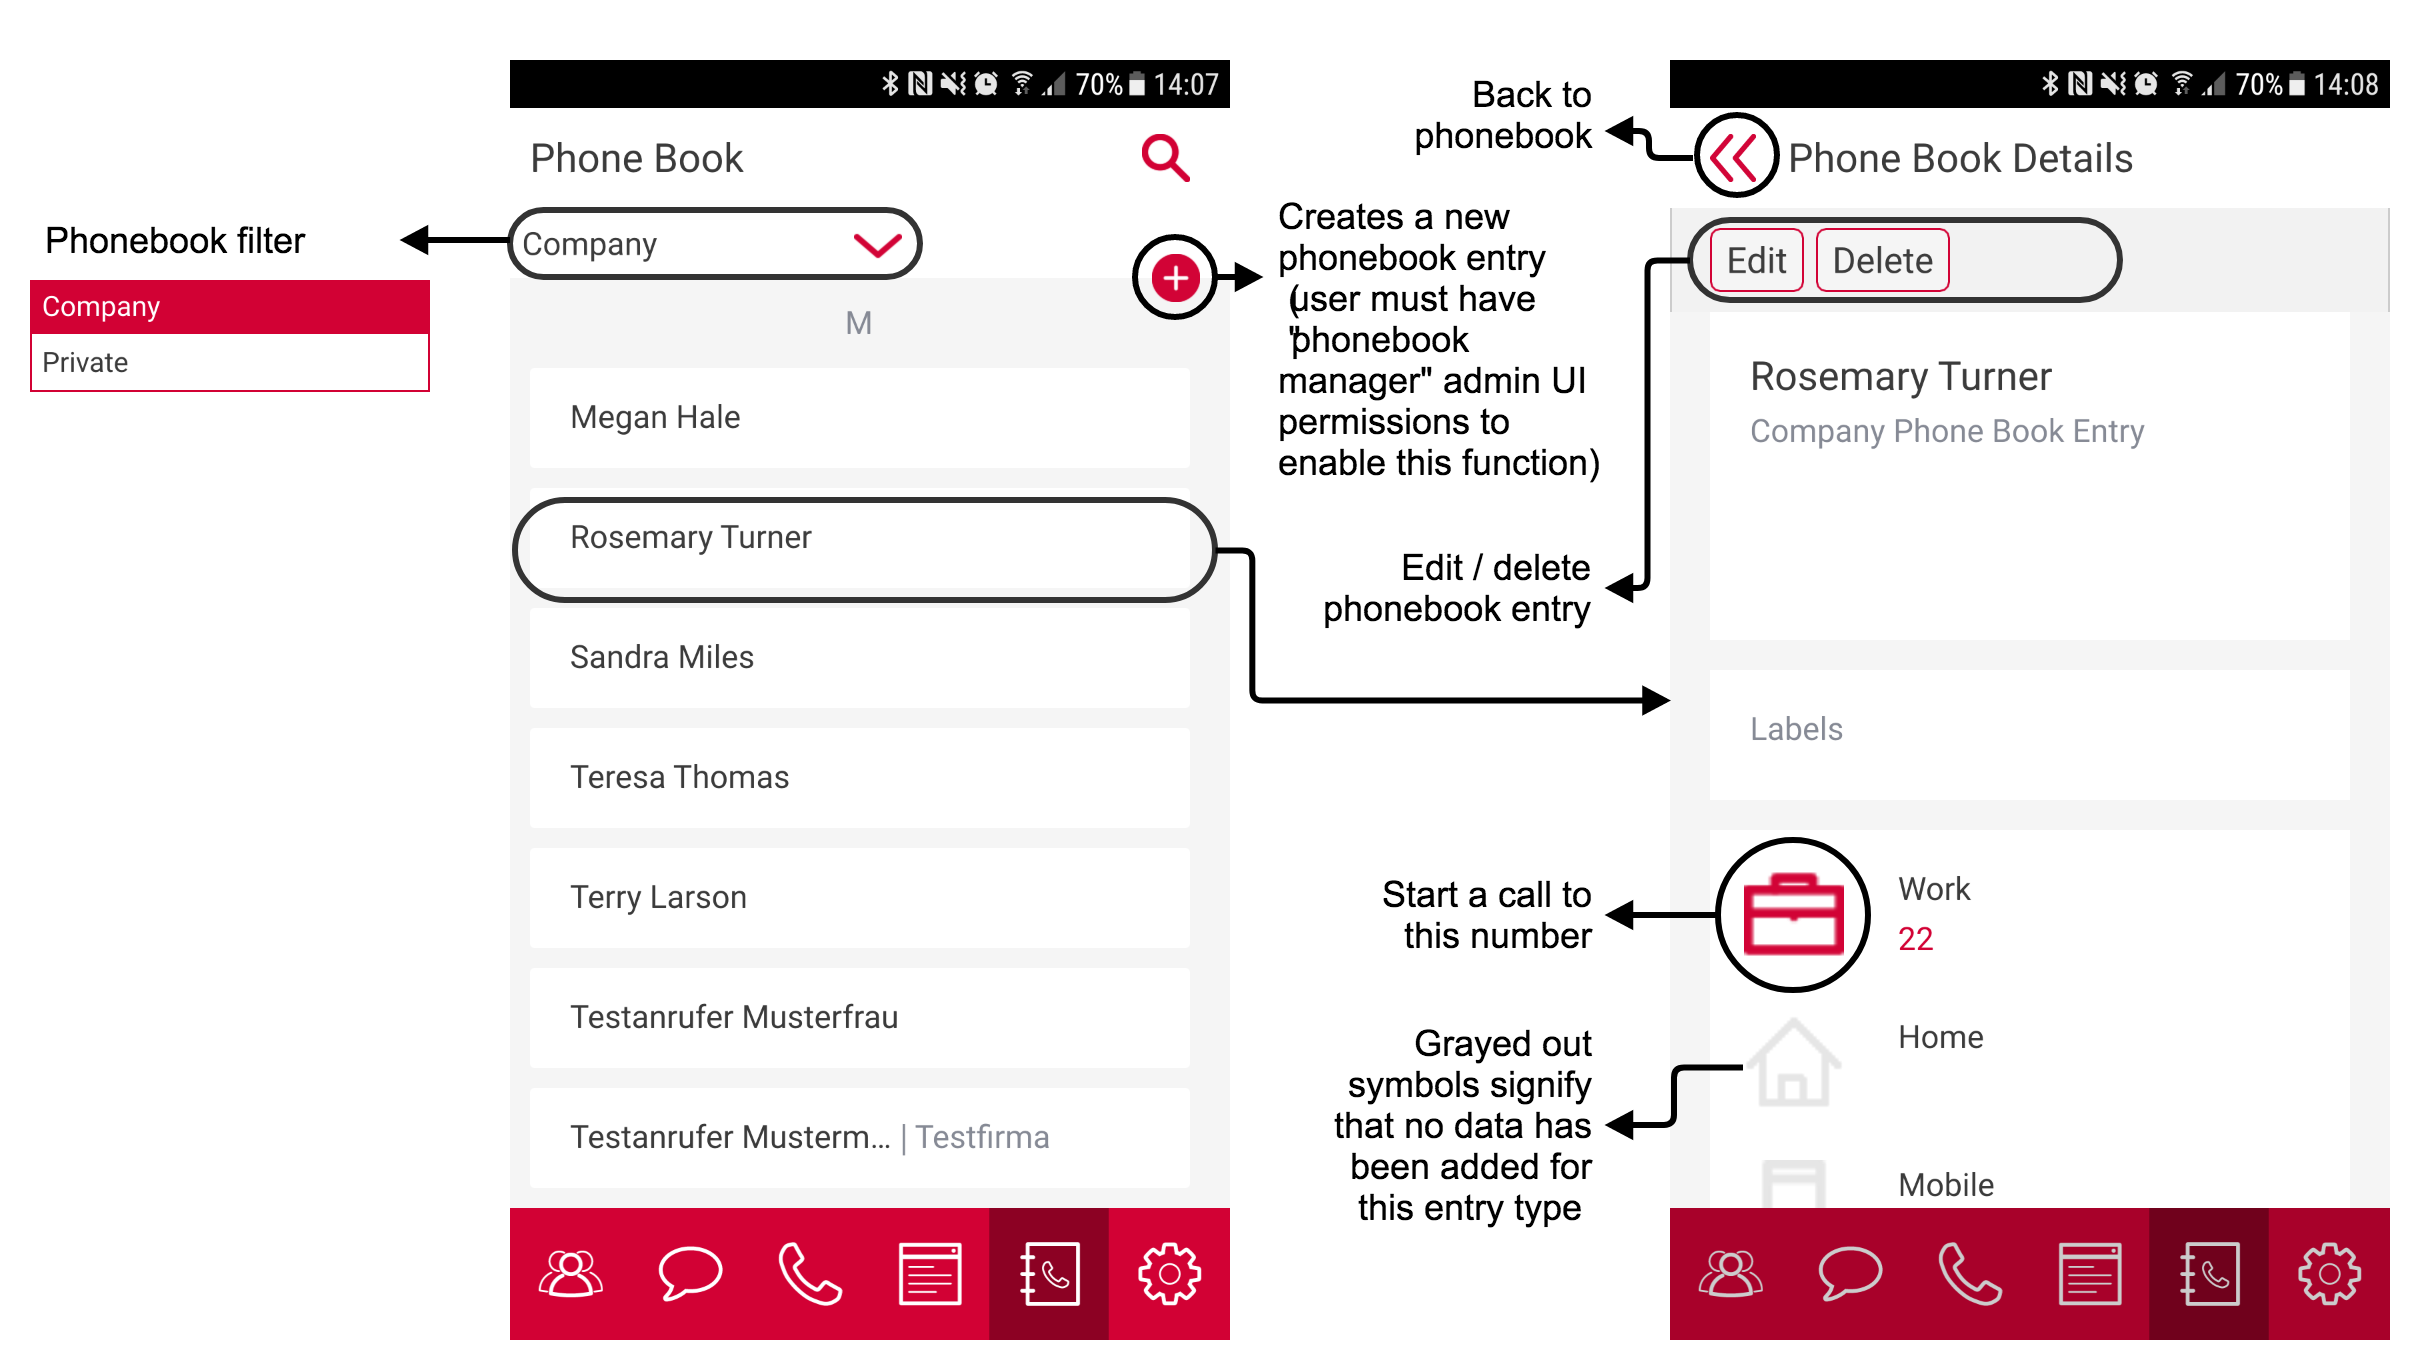 70% 14:07
Phone Book
Phonebook filter
Company
Company
Private
M
Megan Hale
Rosemary Turner
Sandra Miles
Teresa Thomas
Terry Larson
Testanrufer Musterfrau
Testanrufer Musterm... | Testfirma
Back to
phonebook
Creates a new
phonebook entry
(user must have
"phonebook
manager" admin UI
permissions to
enable this function)
Edit / delete
phonebook entry
Start a call to
this number
Grayed out
symbols signify
that no data has
been added for
this entry type
70% 14:08
Phone Book Details
Edit Delete
Rosemary Turner
Company Phone Book Entry
Labels
Work
22
Home
Mobile